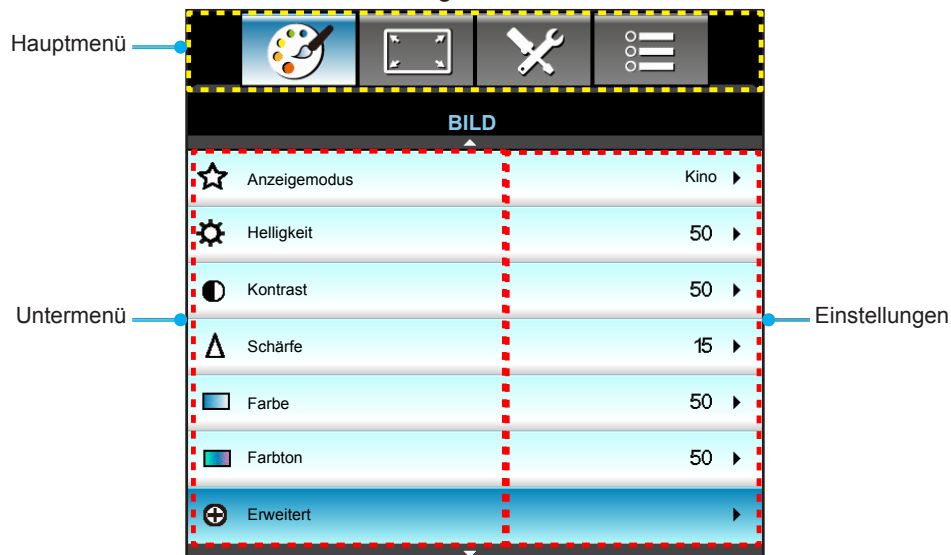 Hauptmenü
BILD
Anzeigemodus Kino
Helligkeit 50
Kontrast 50
Untermenü
Einstellungen
Schärfe 15
Farbe 50
Farbton 50
Erweitert